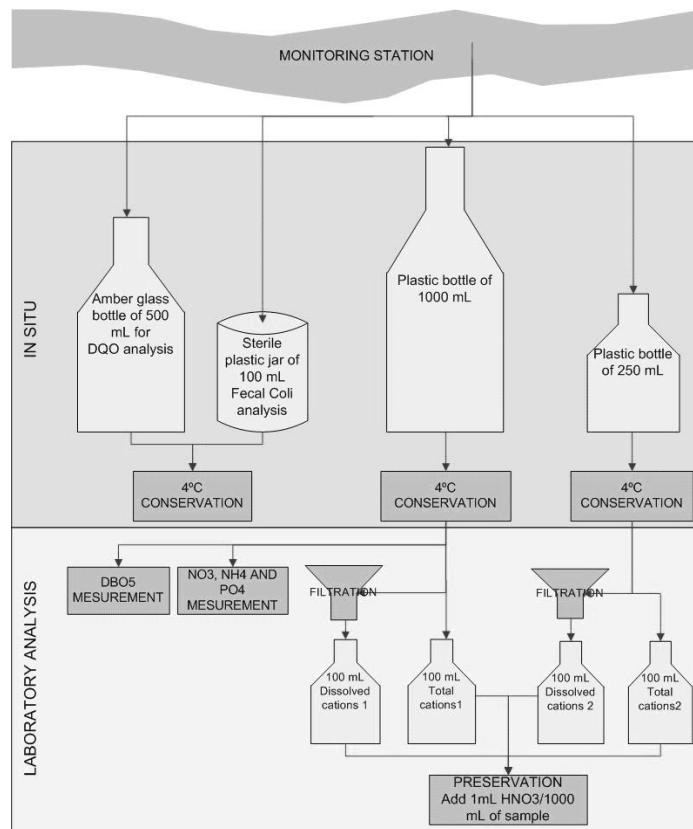 MONITORING STATION
IN SITU
Amber glass
bottle of 500
mL for
DQO analysis
Sterile
plastic jar of
100 mL
Fecal Coli
analysis
Plastic bottle of
1000 mL
Plastic bottle
of 250 mL
4ºC
CONSERVATION
4ºC
CONSERVATION
4ºC
CONSERVATION
LABORATORY ANALYSIS
DBO5
MESUREMENT
NO3, NH4 AND
PO4
MESUREMENT
FILTRATION
FILTRATION
100 mL
Dissolved
cations 1
100 mL
Total
cations1
100 mL
Dissolved
cations 2
100 mL
Total
cations2
PRESERVATION
Add 1mL HNO3/1000
mL of sample